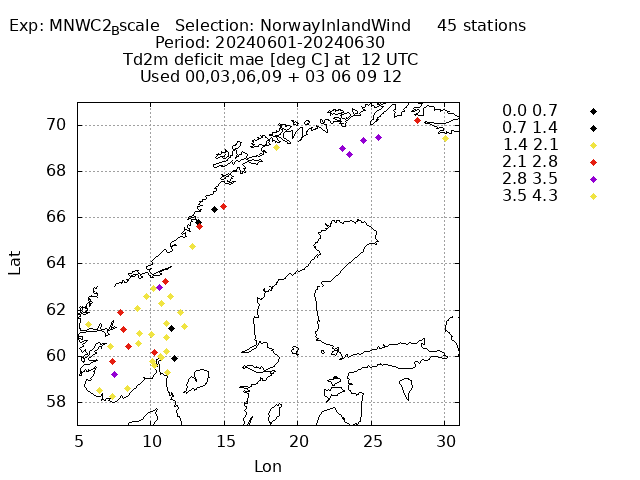 Exp: MNWC2Bscale   Selection: NorwayInlandWind     45 stations
Period: 20240601-20240630
Td2m deficit mae [deg C] at  12 UTC
Used 00,03,06,09 + 03 06 09 12
0.0 0.7
0.7 1.4
1.4 2.1
2.1 2.8
2.8 3.5
3.5 4.3
70
68
66
64
62
60
58
Lat
5 10 15 20 25 30
Lon